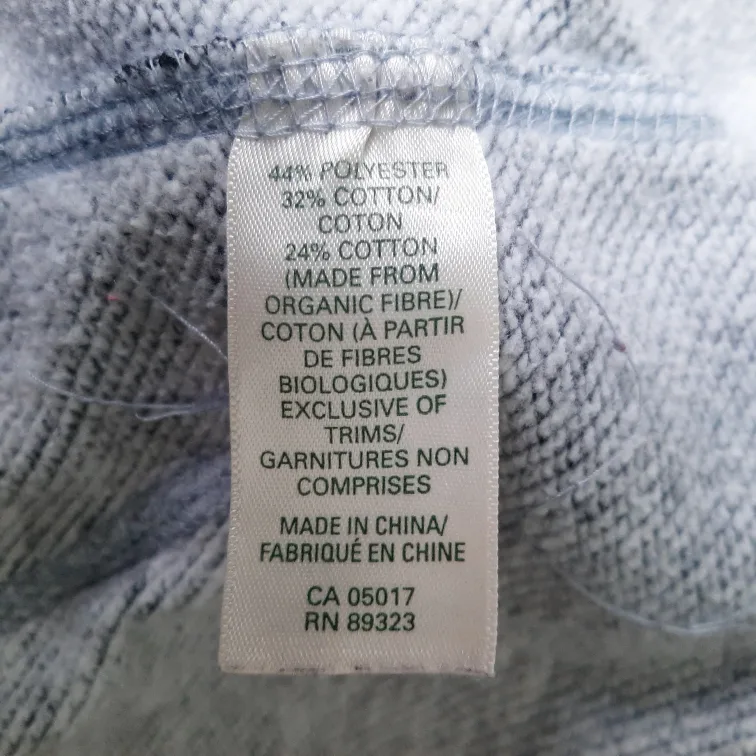 44% POLYESTER
32% COTTON/
COTON
24% COTTON
(MADE FROM
ORGANIC FIBRE)/
COTON (À PARTIR
DE FIBRES
BIOLOGIQUES)
EXCLUSIVE OF
TRIMS/
GARNITURES NON
COMPRISES
MADE IN CHINA/
FABRIQUÉ EN CHINE
CA 05017
RN 89323